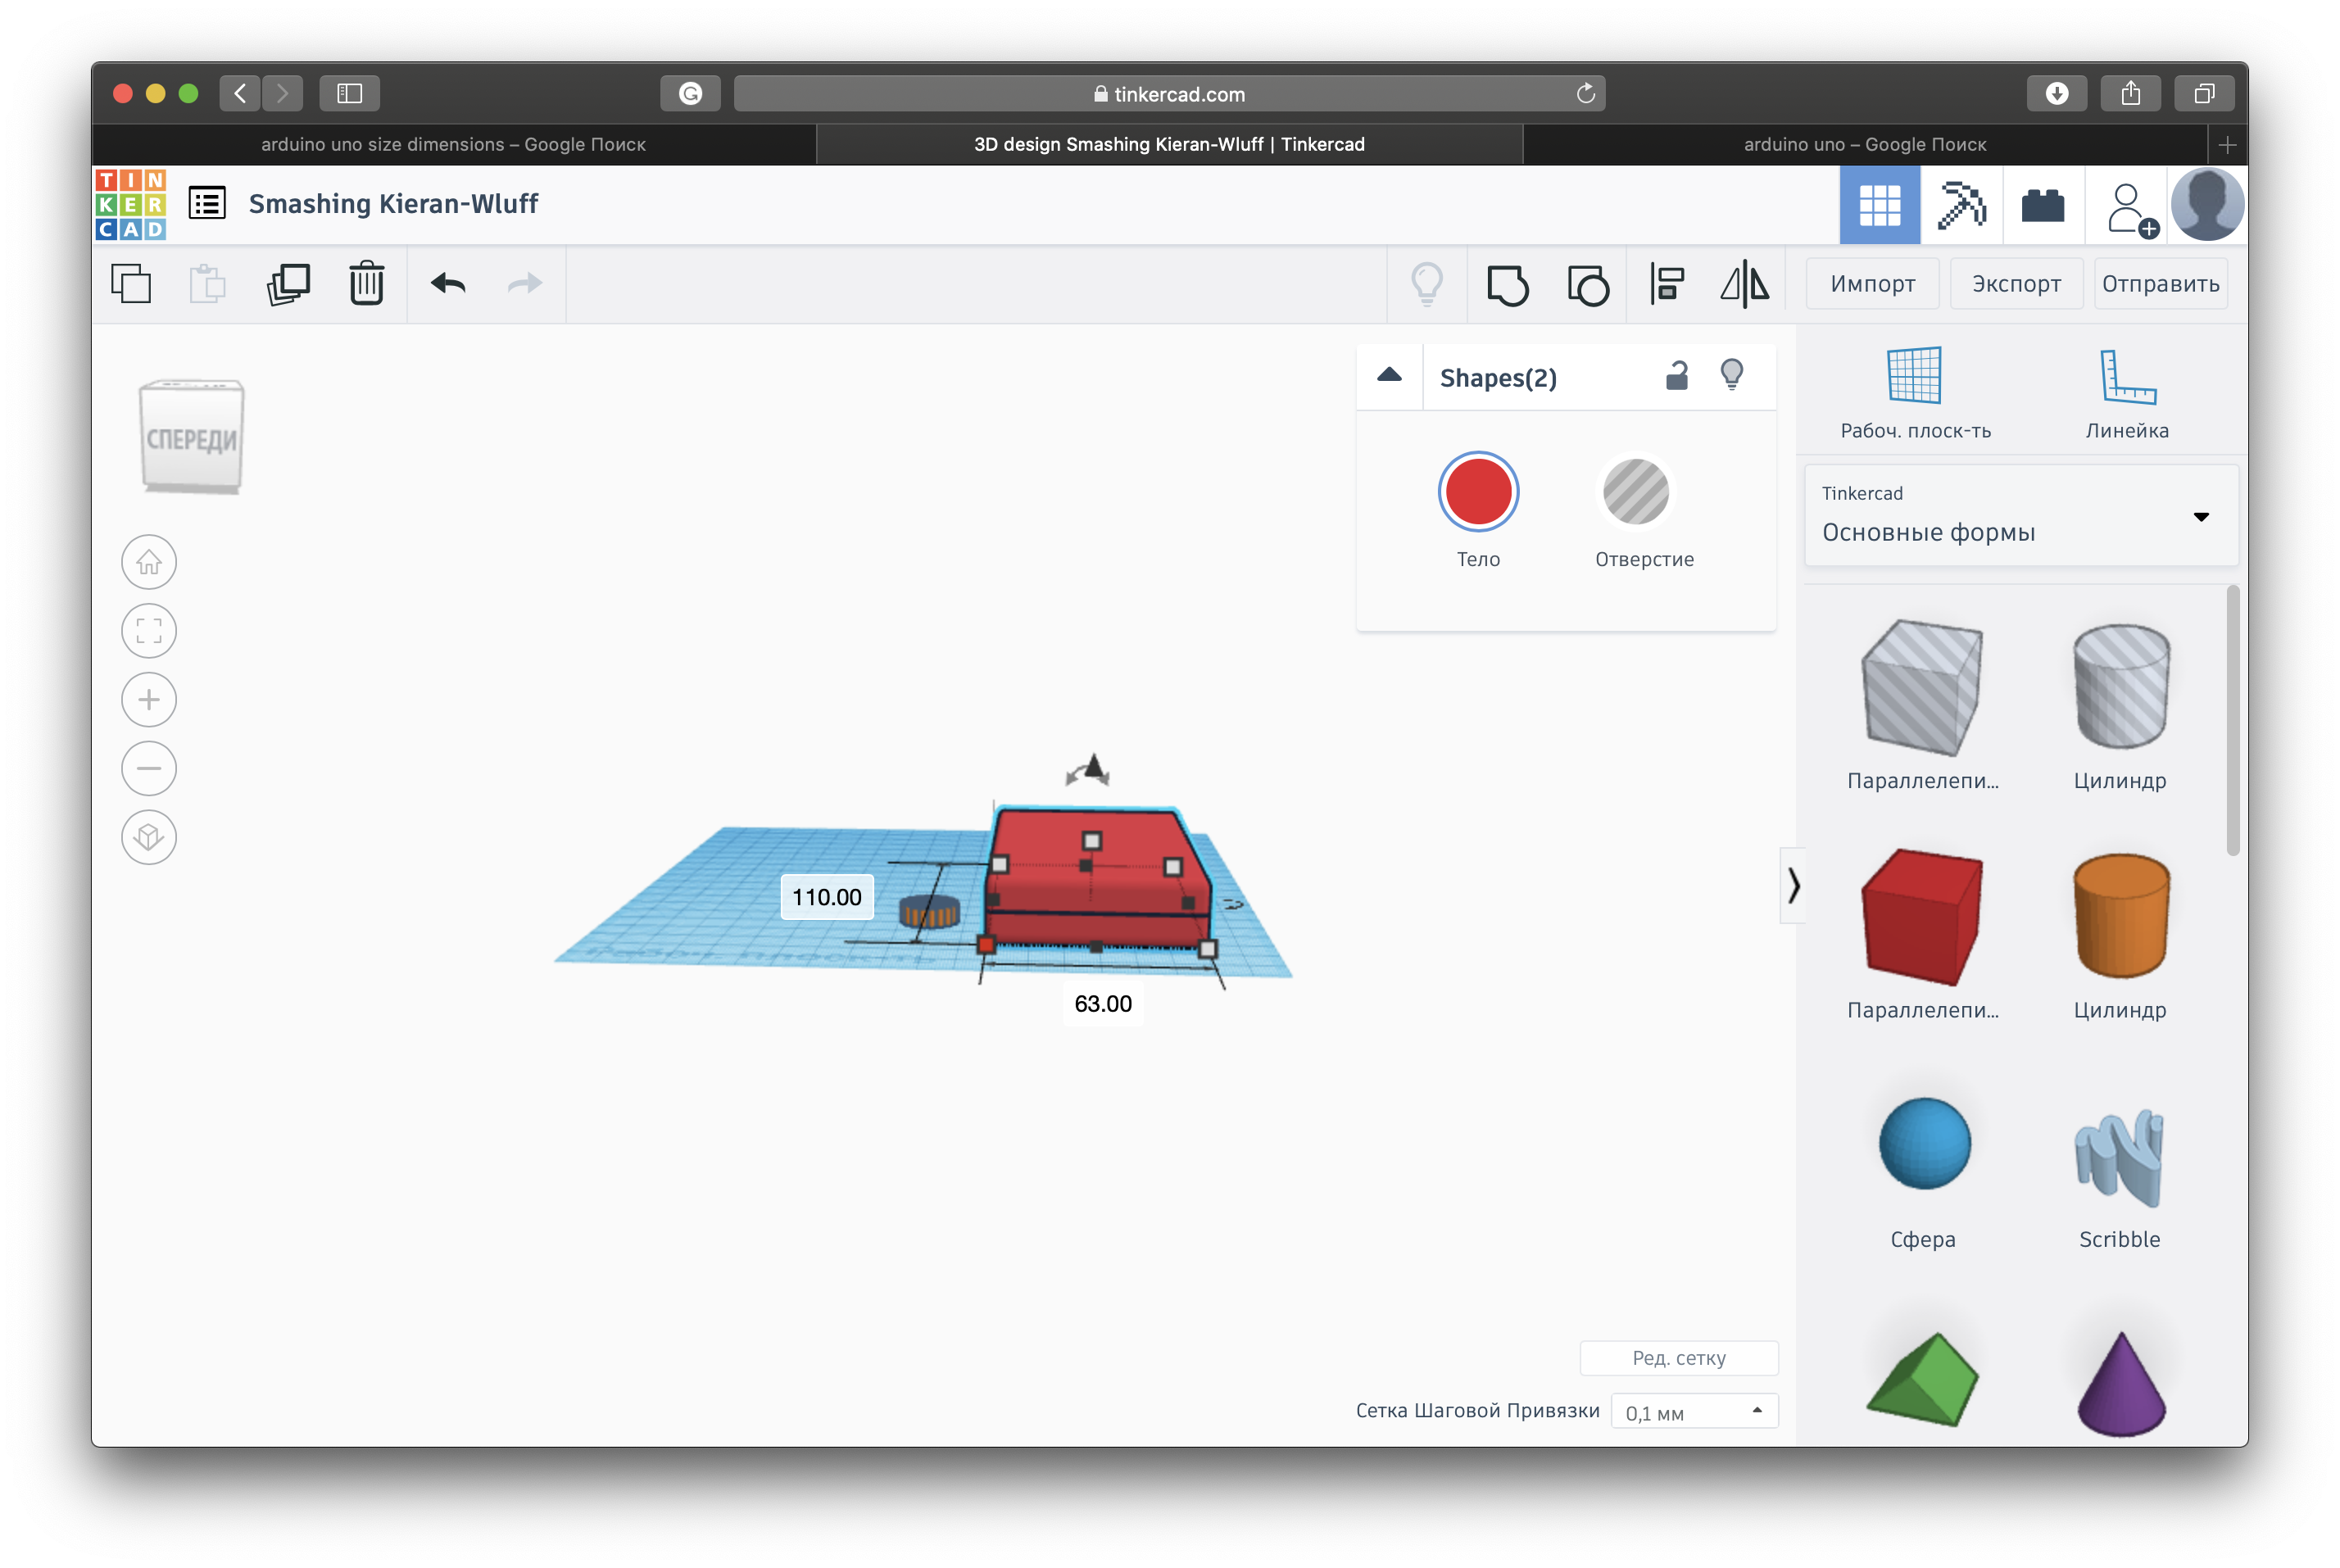 tinkercad.com
arduino uno size dimensions – Google Поиск
3D design Smashing Kieran-Wluff | Tinkercad
arduino uno – Google Поиск
TIN
KER
CAD
Smashing Kieran-Wluff
Импорт
Экспорт
Отправить
СПЕРЕДИ
Shapes(2)
Тело
Отверстие
Рабоч. плоск-ть
Линейка
Tinkercad
Основные формы
Параллелепи...
Цилиндр
Параллелепи...
Цилиндр
Сфера
Scribble
110.00
63.00
Ред. сетку
Сетка Шаговой Привязки
0,1 мм